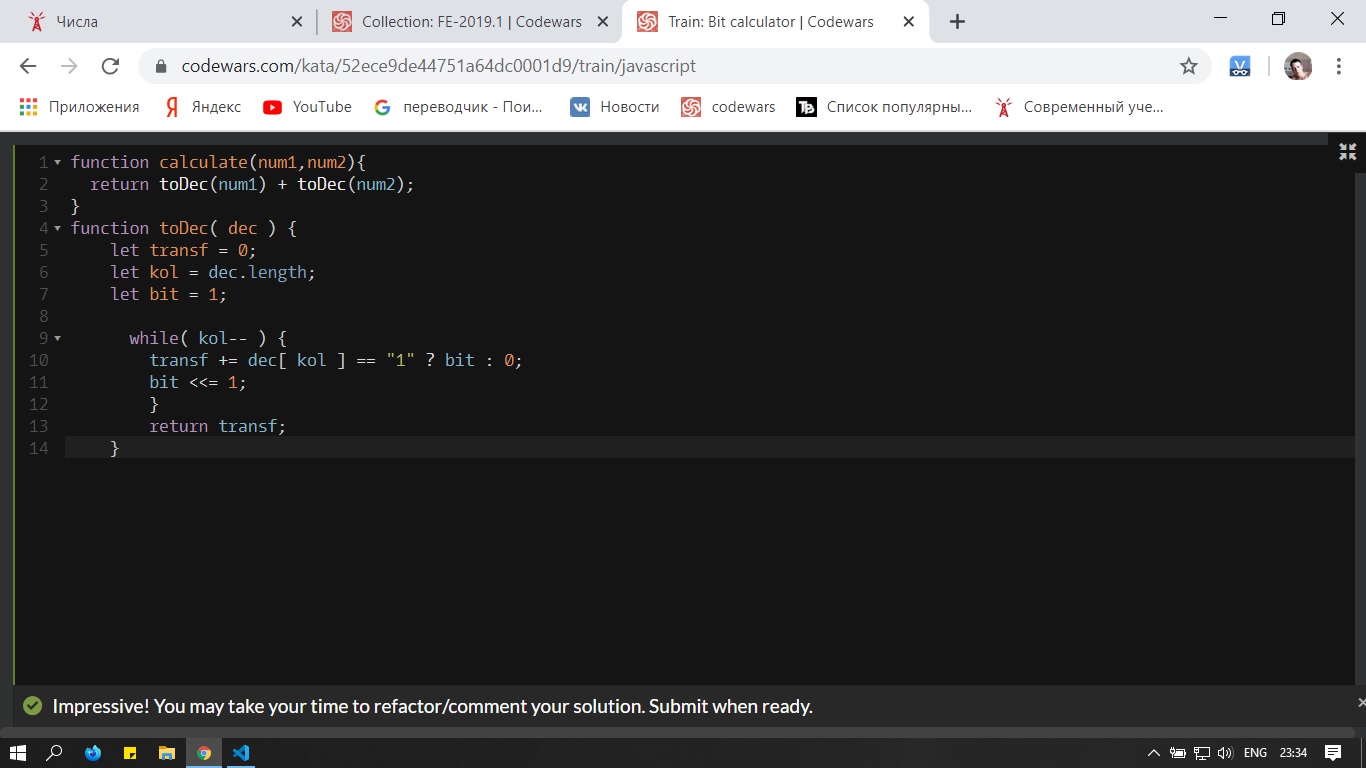 Числа
Collection: FE-2019.1 | Codewars
Train: Bit calculator | Codewars
codewars.com/kata/52ece9de44751a64dc0001d9/train/javascript
Приложения
Яндекс
YouTube
переводчик - Пои...
Новости
codewars
Список популярны...
Современный уче...
1 function calculate(num1,num2){
2 return toDec(num1) + toDec(num2);
3 }
4 function toDec( dec ) {
5 let transf = 0;
6 let kol = dec.length;
7 let bit = 1;
8
9 while( kol-- ) {
10 transf += dec[ kol ] == "1" ? bit : 0;
11 bit <<= 1;
12 }
13 return transf;
14 }
Impressive! You may take your time to refactor/comment your solution. Submit when ready.
ENG 23:34